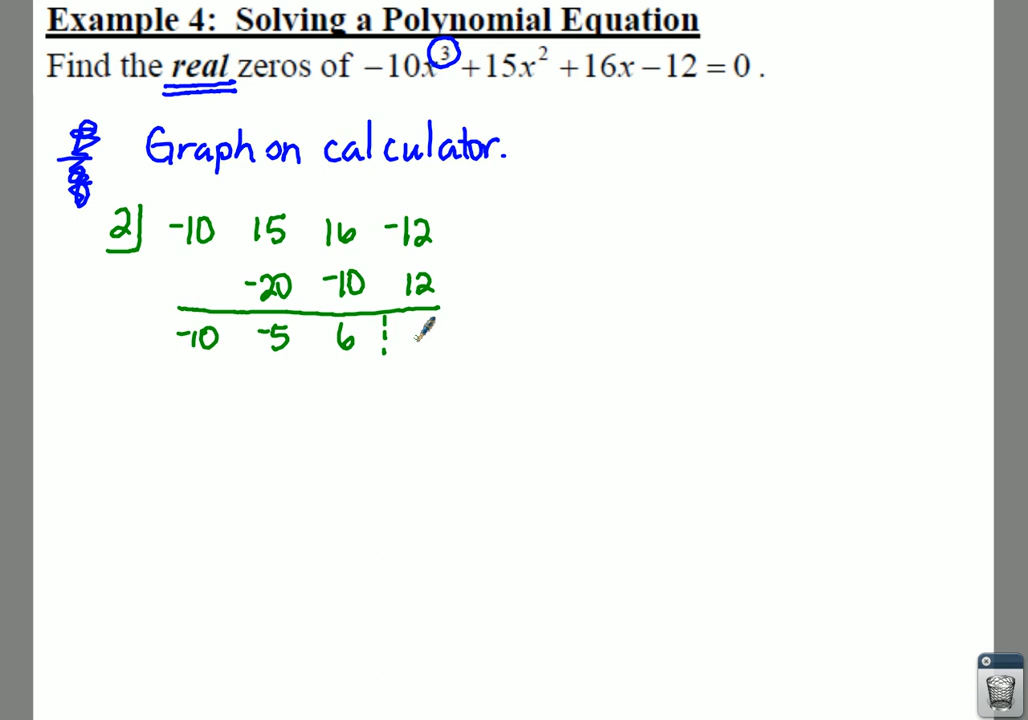 Example 4: Solving a Polynomial Equation
Find the real zeros of −10x³ +15x² +16x −12 = 0 .
Graph on calculator.
2| -10 15 16 -12
-20 -10 12
-10 -5 6